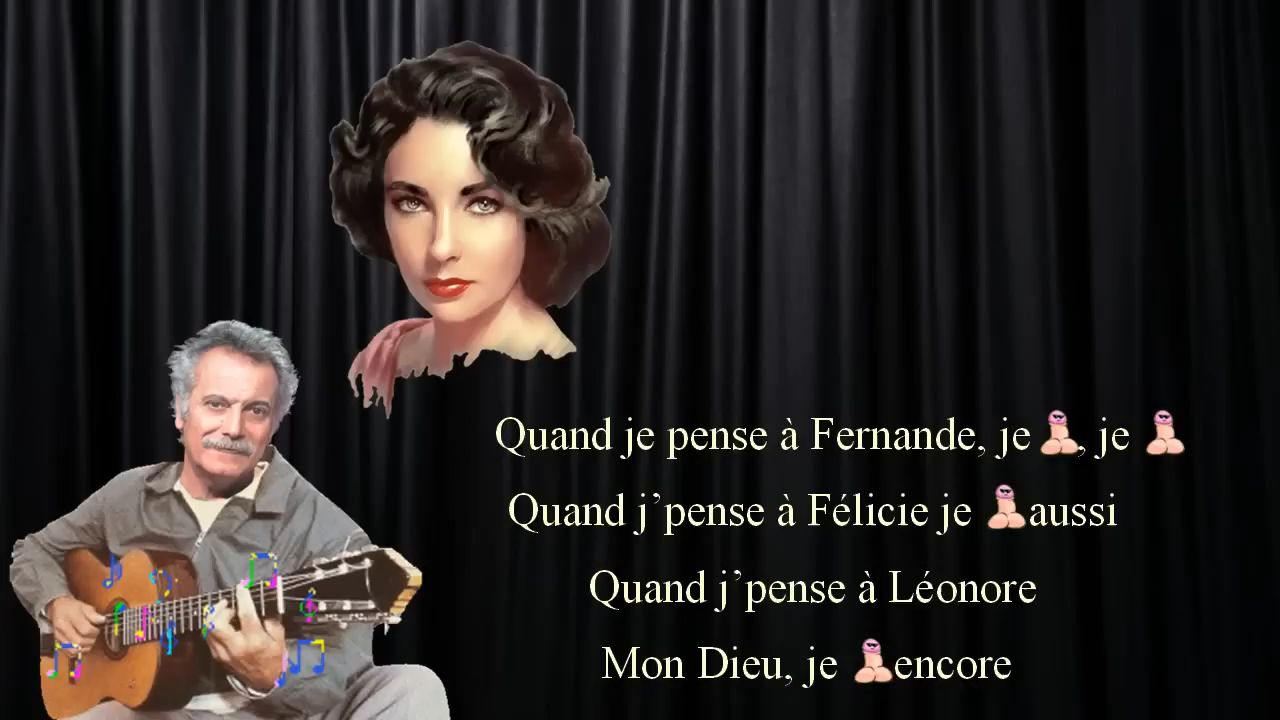 Quand je pense à Fernande, je , je
Quand j’pense à Félicie je aussi
Quand j’pense à Léonore
Mon Dieu, je encore